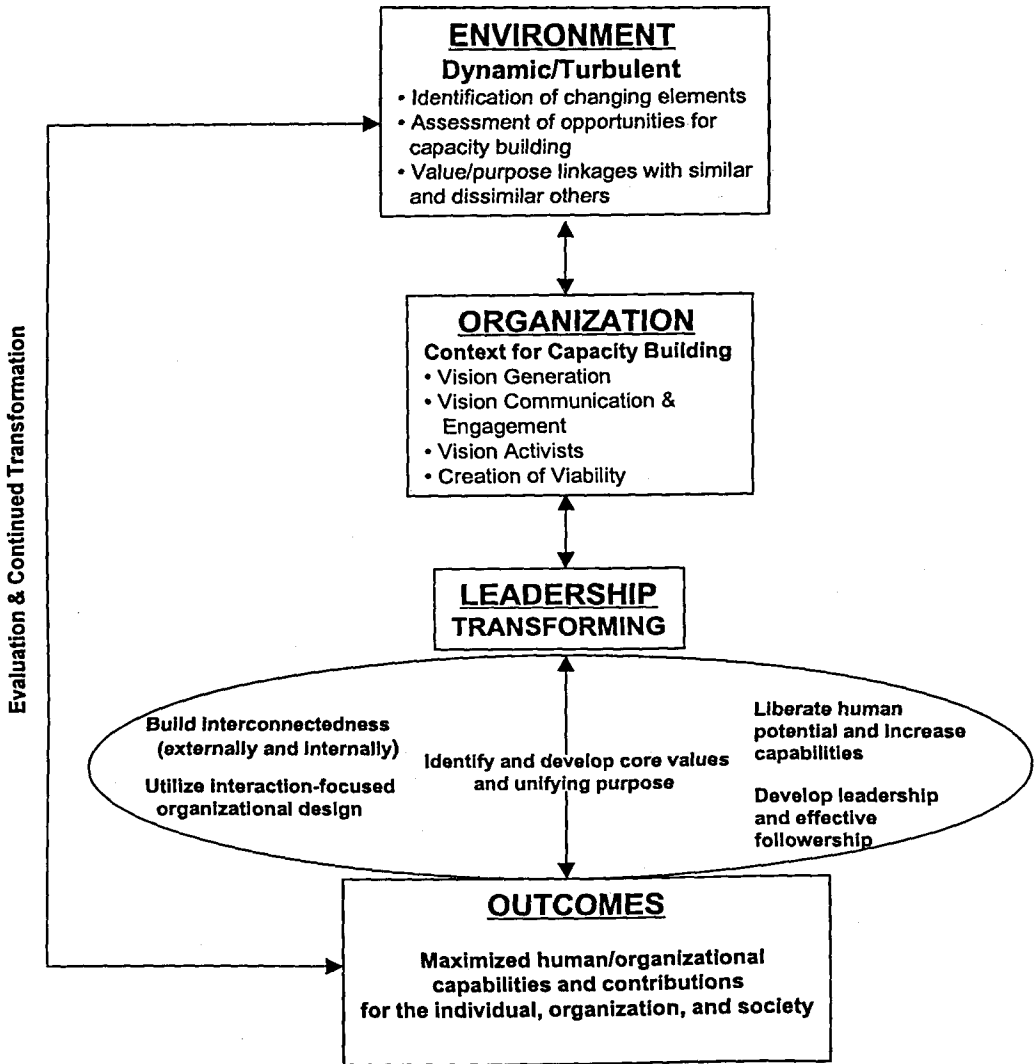 ENVIRONMENT
Dynamic/Turbulent
• Identification of changing elements
• Assessment of opportunities for
capacity building
• Value/purpose linkages with similar
and dissimilar others
Evaluation & Continued Transformation
ORGANIZATION
Context for Capacity Building
• Vision Generation
• Vision Communication &
Engagement
• Vision Activists
• Creation of Viability
LEADERSHIP
TRANSFORMING
Build interconnectedness
(externally and internally)
Utilize interaction-focused
organizational design
Identify and develop core values
and unifying purpose
Liberate human
potential and increase
capabilities
Develop leadership
and effective
followership
OUTCOMES
Maximized human/organizational
capabilities and contributions
for the individual, organization, and society